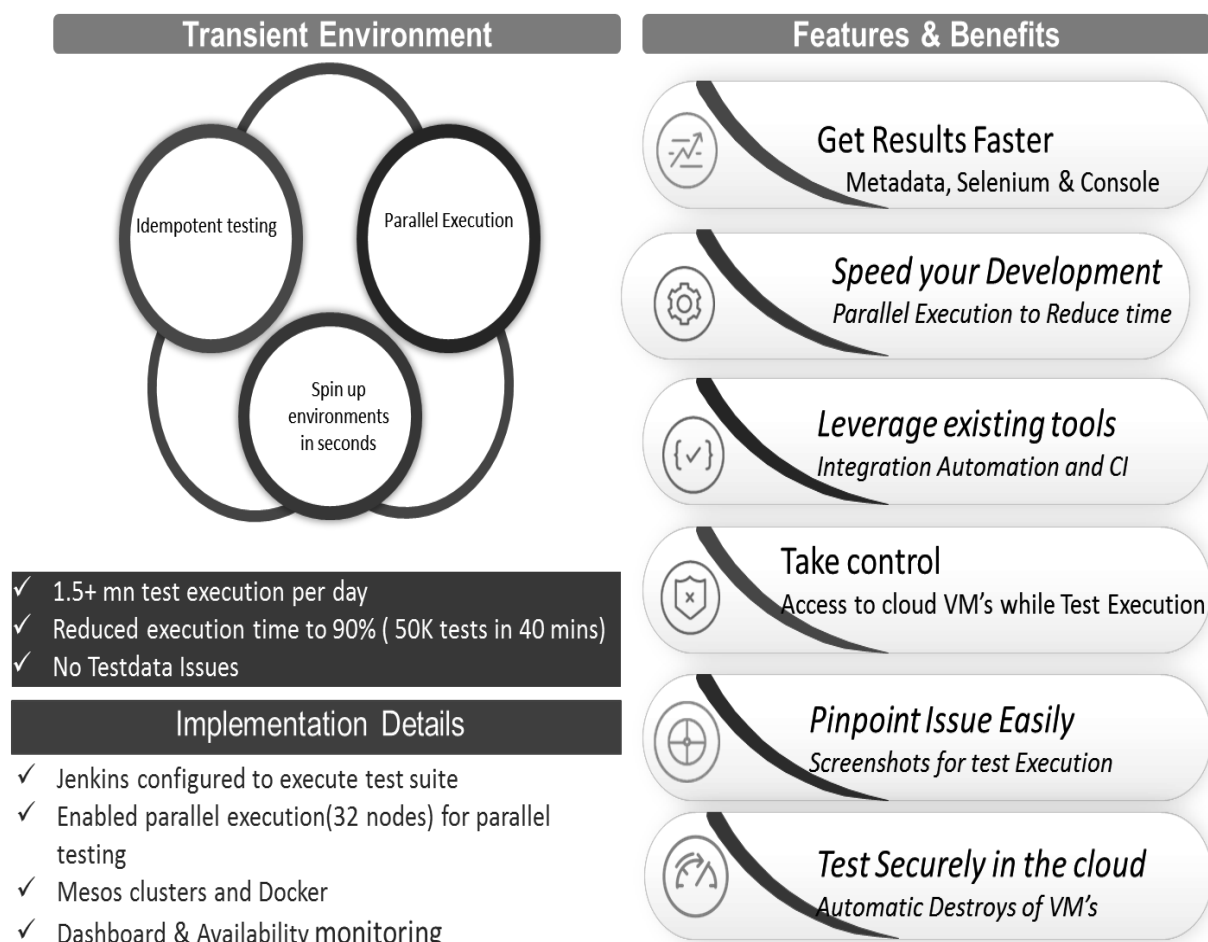 Transient Environment
Idempotent testing
Parallel Execution
Spin up
environments
in seconds
✓ 1.5+ mn test execution per day
✓ Reduced execution time to 90% ( 50K tests in 40 mins)
✓ No Testdata Issues
Implementation Details
✓ Jenkins configured to execute test suite
✓ Enabled parallel execution(32 nodes) for parallel
testing
✓ Mesos clusters and Docker
✓ Dashboard & Availability monitoring
Features & Benefits
Get Results Faster
Metadata, Selenium & Console
Speed your Development
Parallel Execution to Reduce time
Leverage existing tools
Integration Automation and CI
Take control
Access to cloud VM's while Test Execution
Pinpoint Issue Easily
Screenshots for test Execution
Test Securely in the cloud
Automatic Destroys of VM's